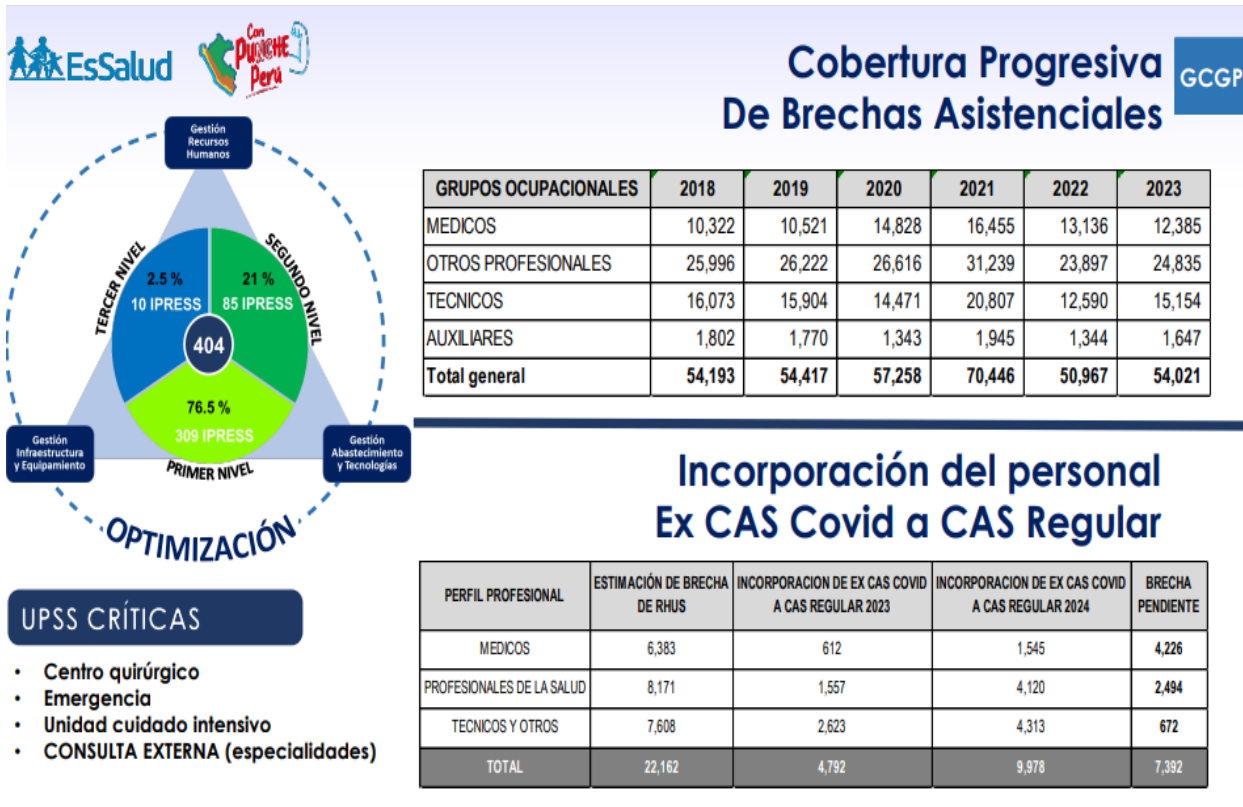 EsSalud
Con
PUNCHE
Perú
Cobertura Progresiva
De Brechas Asistenciales
GCGP
Gestión
Recursos
Humanos
TERCER NIVEL
SEGUNDO NIVEL
2.5 %
10 IPRESS
21 %
85 IPRESS
404
76.5 %
309 IPRESS
PRIMER NIVEL
Gestión
Infraestructura
y Equipamiento
Gestión
Abastecimiento
y Tecnologías
OPTIMIZACIÓN
UPSS CRÍTICAS
• Centro quirúrgico
• Emergencia
• Unidad cuidado intensivo
• CONSULTA EXTERNA (especialidades)
GRUPOS OCUPACIONALES 2018 2019 2020 2021 2022 2023
MEDICOS 10,322 10,521 14,828 16,455 13,136 12,385
OTROS PROFESIONALES 25,996 26,222 26,616 31,239 23,897 24,835
TECNICOS 16,073 15,904 14,471 20,807 12,590 15,154
AUXILIARES 1,802 1,770 1,343 1,945 1,344 1,647
Total general 54,193 54,417 57,258 70,446 50,967 54,021
Incorporación del personal
Ex CAS Covid a CAS Regular
PERFIL PROFESIONAL ESTIMACIÓN DE BRECHA DE RHUS INCORPORACION DE EX CAS COVID A CAS REGULAR 2023 INCORPORACION DE EX CAS COVID A CAS REGULAR 2024 BRECHA PENDIENTE
MEDICOS 6,383 612 1,545 4,226
PROFESIONALES DE LA SALUD 8,171 1,557 4,120 2,494
TECNICOS Y OTROS 7,608 2,623 4,313 672
TOTAL 22,162 4,792 9,978 7,392